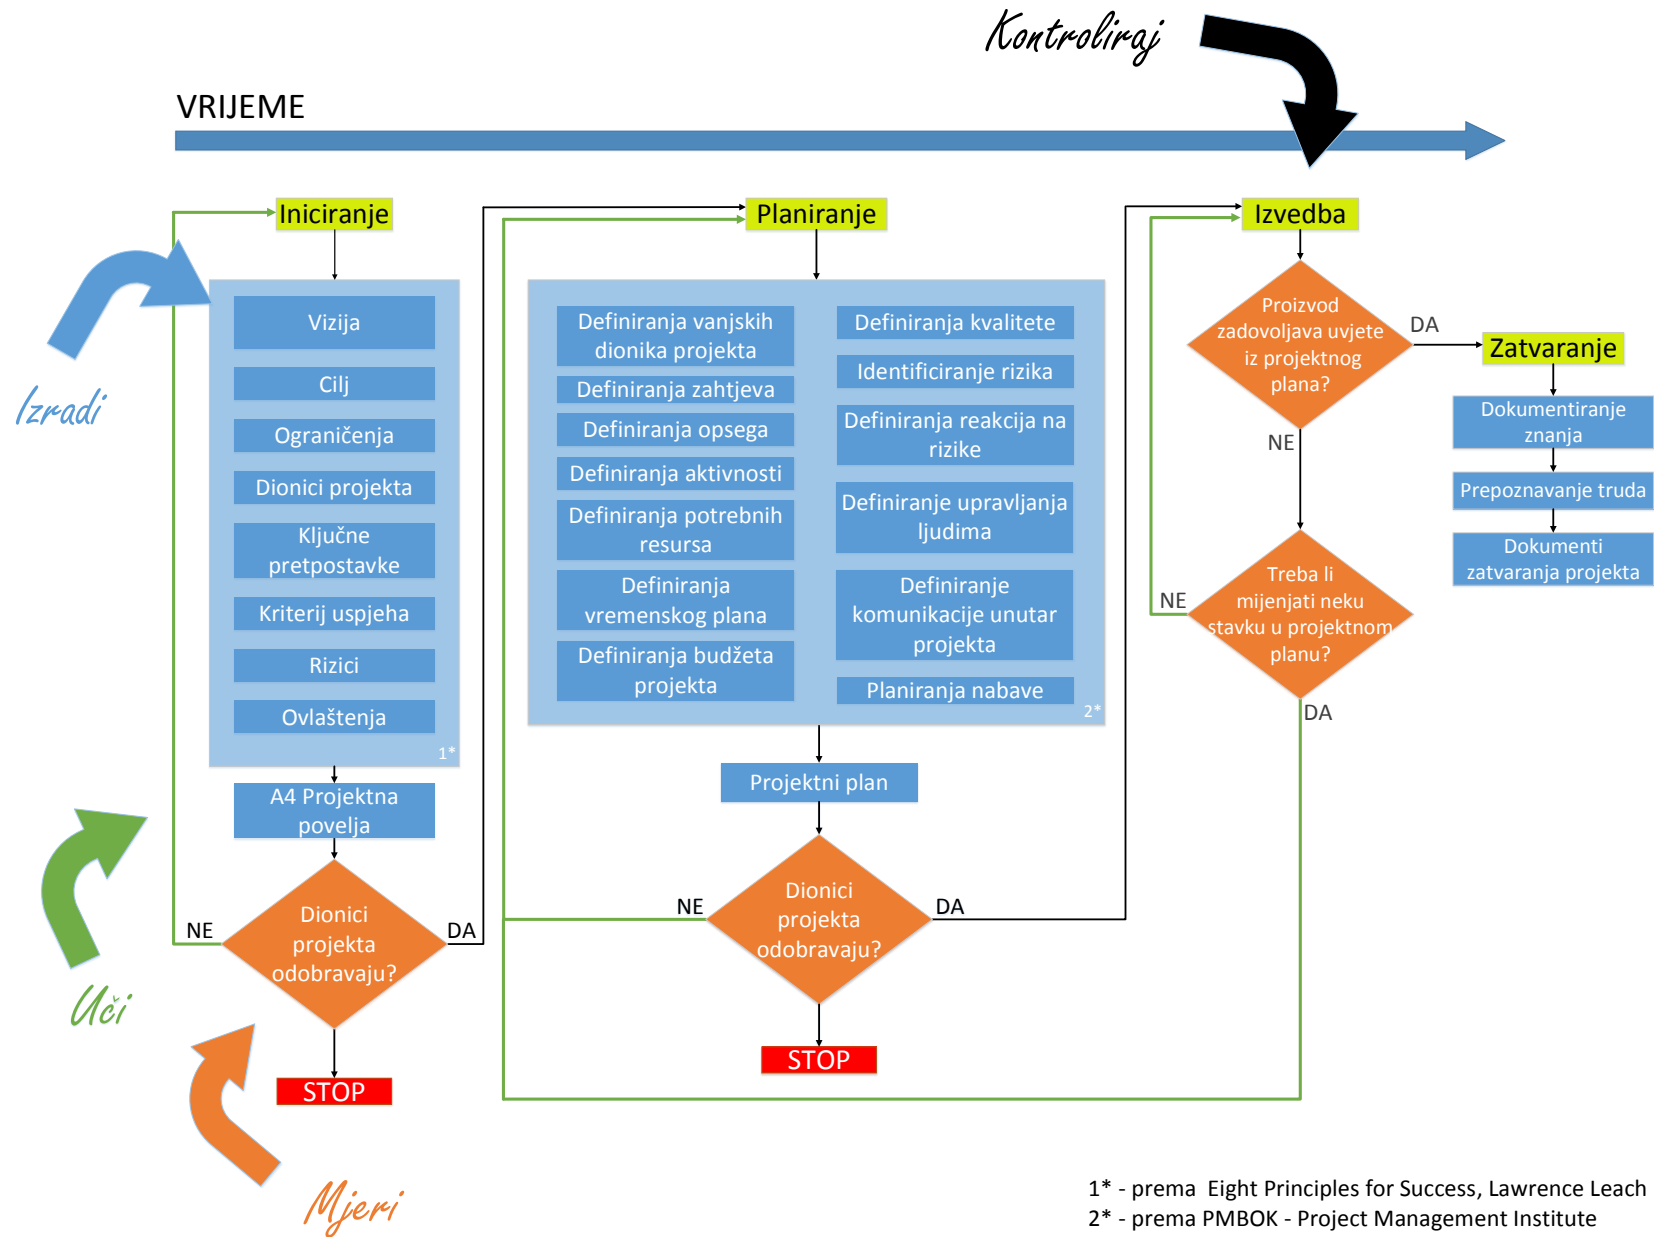 Kontroliraj
VRIJEME
Iniciranje
Planiranje
Izvedba
Izradi
Vizija
Cilj
Ograničenja
Dionici projekta
Ključne
pretpostavke
Kriterij uspjeha
Rizici
Ovlaštenja
1*
A4 Projektna
povelja
Dionici
projekta
odobravaju?
NE
DA
STOP
Uči
Mjeri
Definiranja vanjskih
dionika projekta
Definiranja zahtjeva
Definiranja opsega
Definiranja aktivnosti
Definiranja potrebnih
resursa
Definiranja
vremenskog plana
Definiranja budžeta
projekta
Definiranja kvalitete
Identificiranje rizika
Definiranja reakcija na
rizike
Definiranje upravljanja
ljudima
Definiranje
komunikacije unutar
projekta
Planiranja nabave
2*
Projektni plan
Dionici
projekta
odobravaju?
NE
DA
STOP
Proizvod
zadovoljava uvjete
iz projektnog
plana?
DA
NE
Treba li
mijenjati neku
stavku u projektnom
planu?
NE
DA
Zatvaranje
Dokumentiranje
znanja
Prepoznavanje truda
Dokumenti
zatvaranja projekta
1* - prema  Eight Principles for Success, Lawrence Leach
2* - prema PMBOK - Project Management Institute